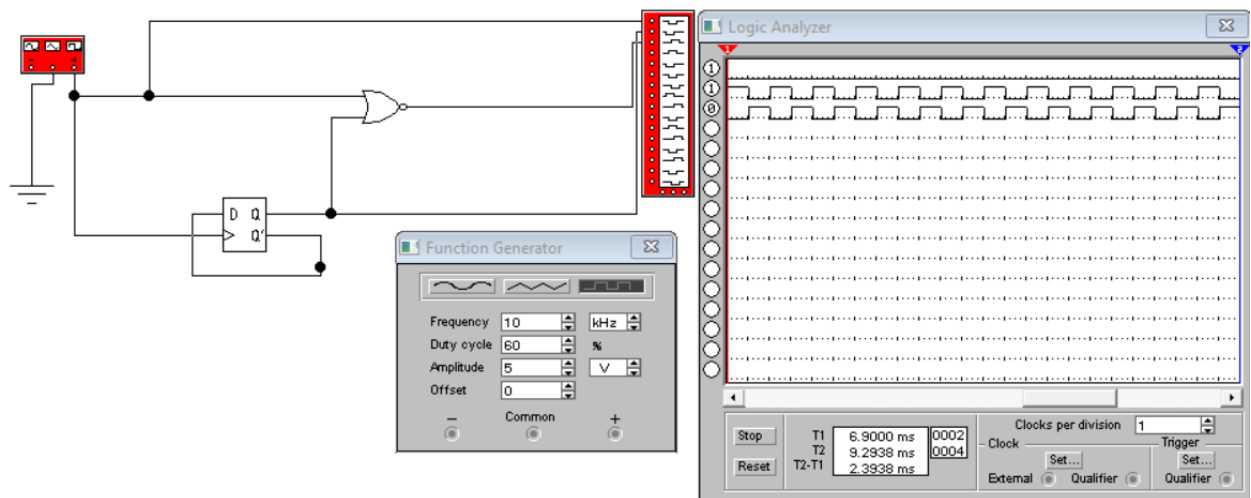 Logic Analyzer
1
2
1
1
0
D Q
Q'
Function Generator
Frequency 10 kHz
Duty cycle 60 %
Amplitude 5 V
Offset 0
− Common +
Clocks per division 1
Stop
Reset
T1 6.9000 ms 0002
T2 9.2938 ms 0004
T2-T1 2.3938 ms
Clock
Set...
External Qualifier
Trigger
Set...
Qualifier